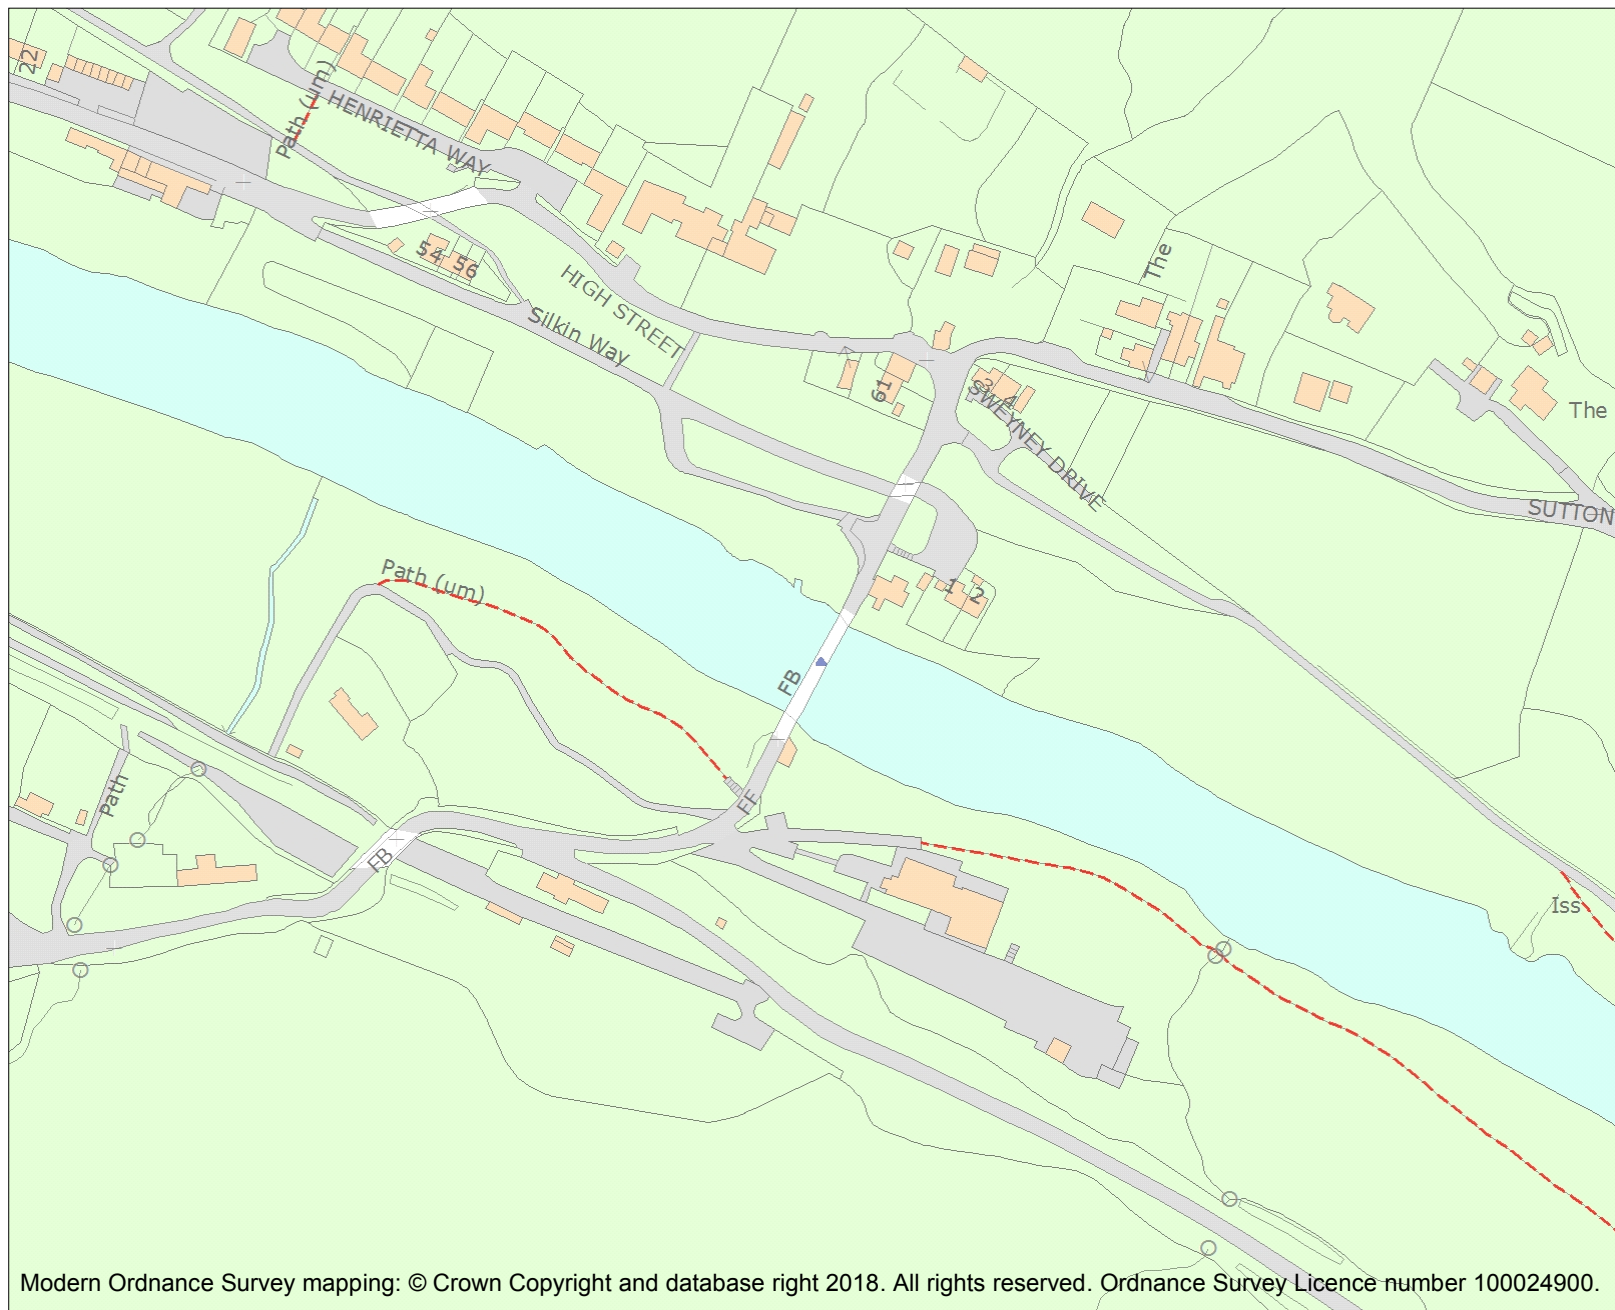 22
Path (um)
HENRIETTA WAY
54
56
HIGH STREET
Silkin Way
The
61
3
4
SWEYNEY DRIVE
The
SUTTON
Path (um)
1
2
FB
Path
FF
FB
Iss
Modern Ordnance Survey mapping: © Crown Copyright and database right 2018. All rights reserved. Ordnance Survey Licence number 100024900.